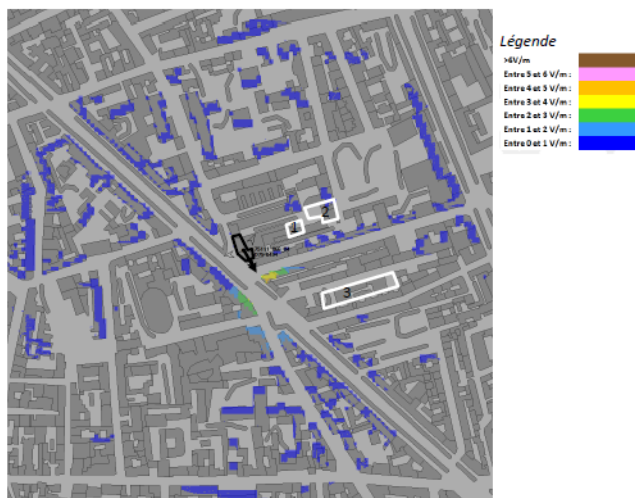 Légende
>6V/m
Entre 5 et 6 V/m :
Entre 4 et 5 V/m :
Entre 3 et 4 V/m :
Entre 2 et 3 V/m :
Entre 1 et 2 V/m :
Entre 0 et 1 V/m :
2
1
3